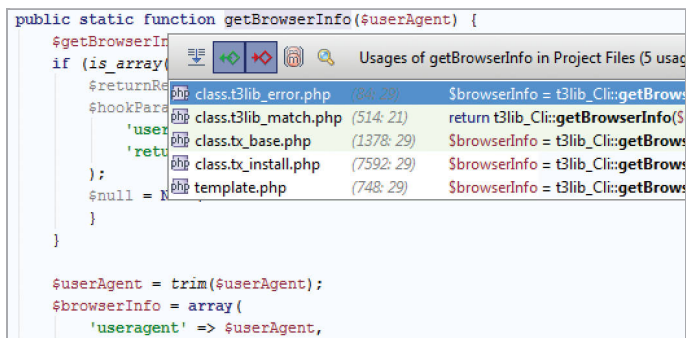 public static function getBrowserInfo($userAgent) {
$getBrowserIn
Usages of getBrowserInfo in Project Files (5 usag
if (is_array(
$returnRe
class.t3lib_error.php (84: 29) $browserInfo = t3lib_Cli::getBrows
$hookPara
class.t3lib_match.php (514: 21) return t3lib_Cli::getBrowserInfo($
'user
class.tx_base.php (1378: 29) $browserInfo = t3lib_Cli::getBrows
'retu
class.tx_install.php (7592: 29) $browserInfo = t3lib_Cli::getBrows
);
template.php (748: 29) $browserInfo = t3lib_Cli::getBrows
$null = N
}
}
$userAgent = trim($userAgent);
$browserInfo = array(
'useragent' => $userAgent,